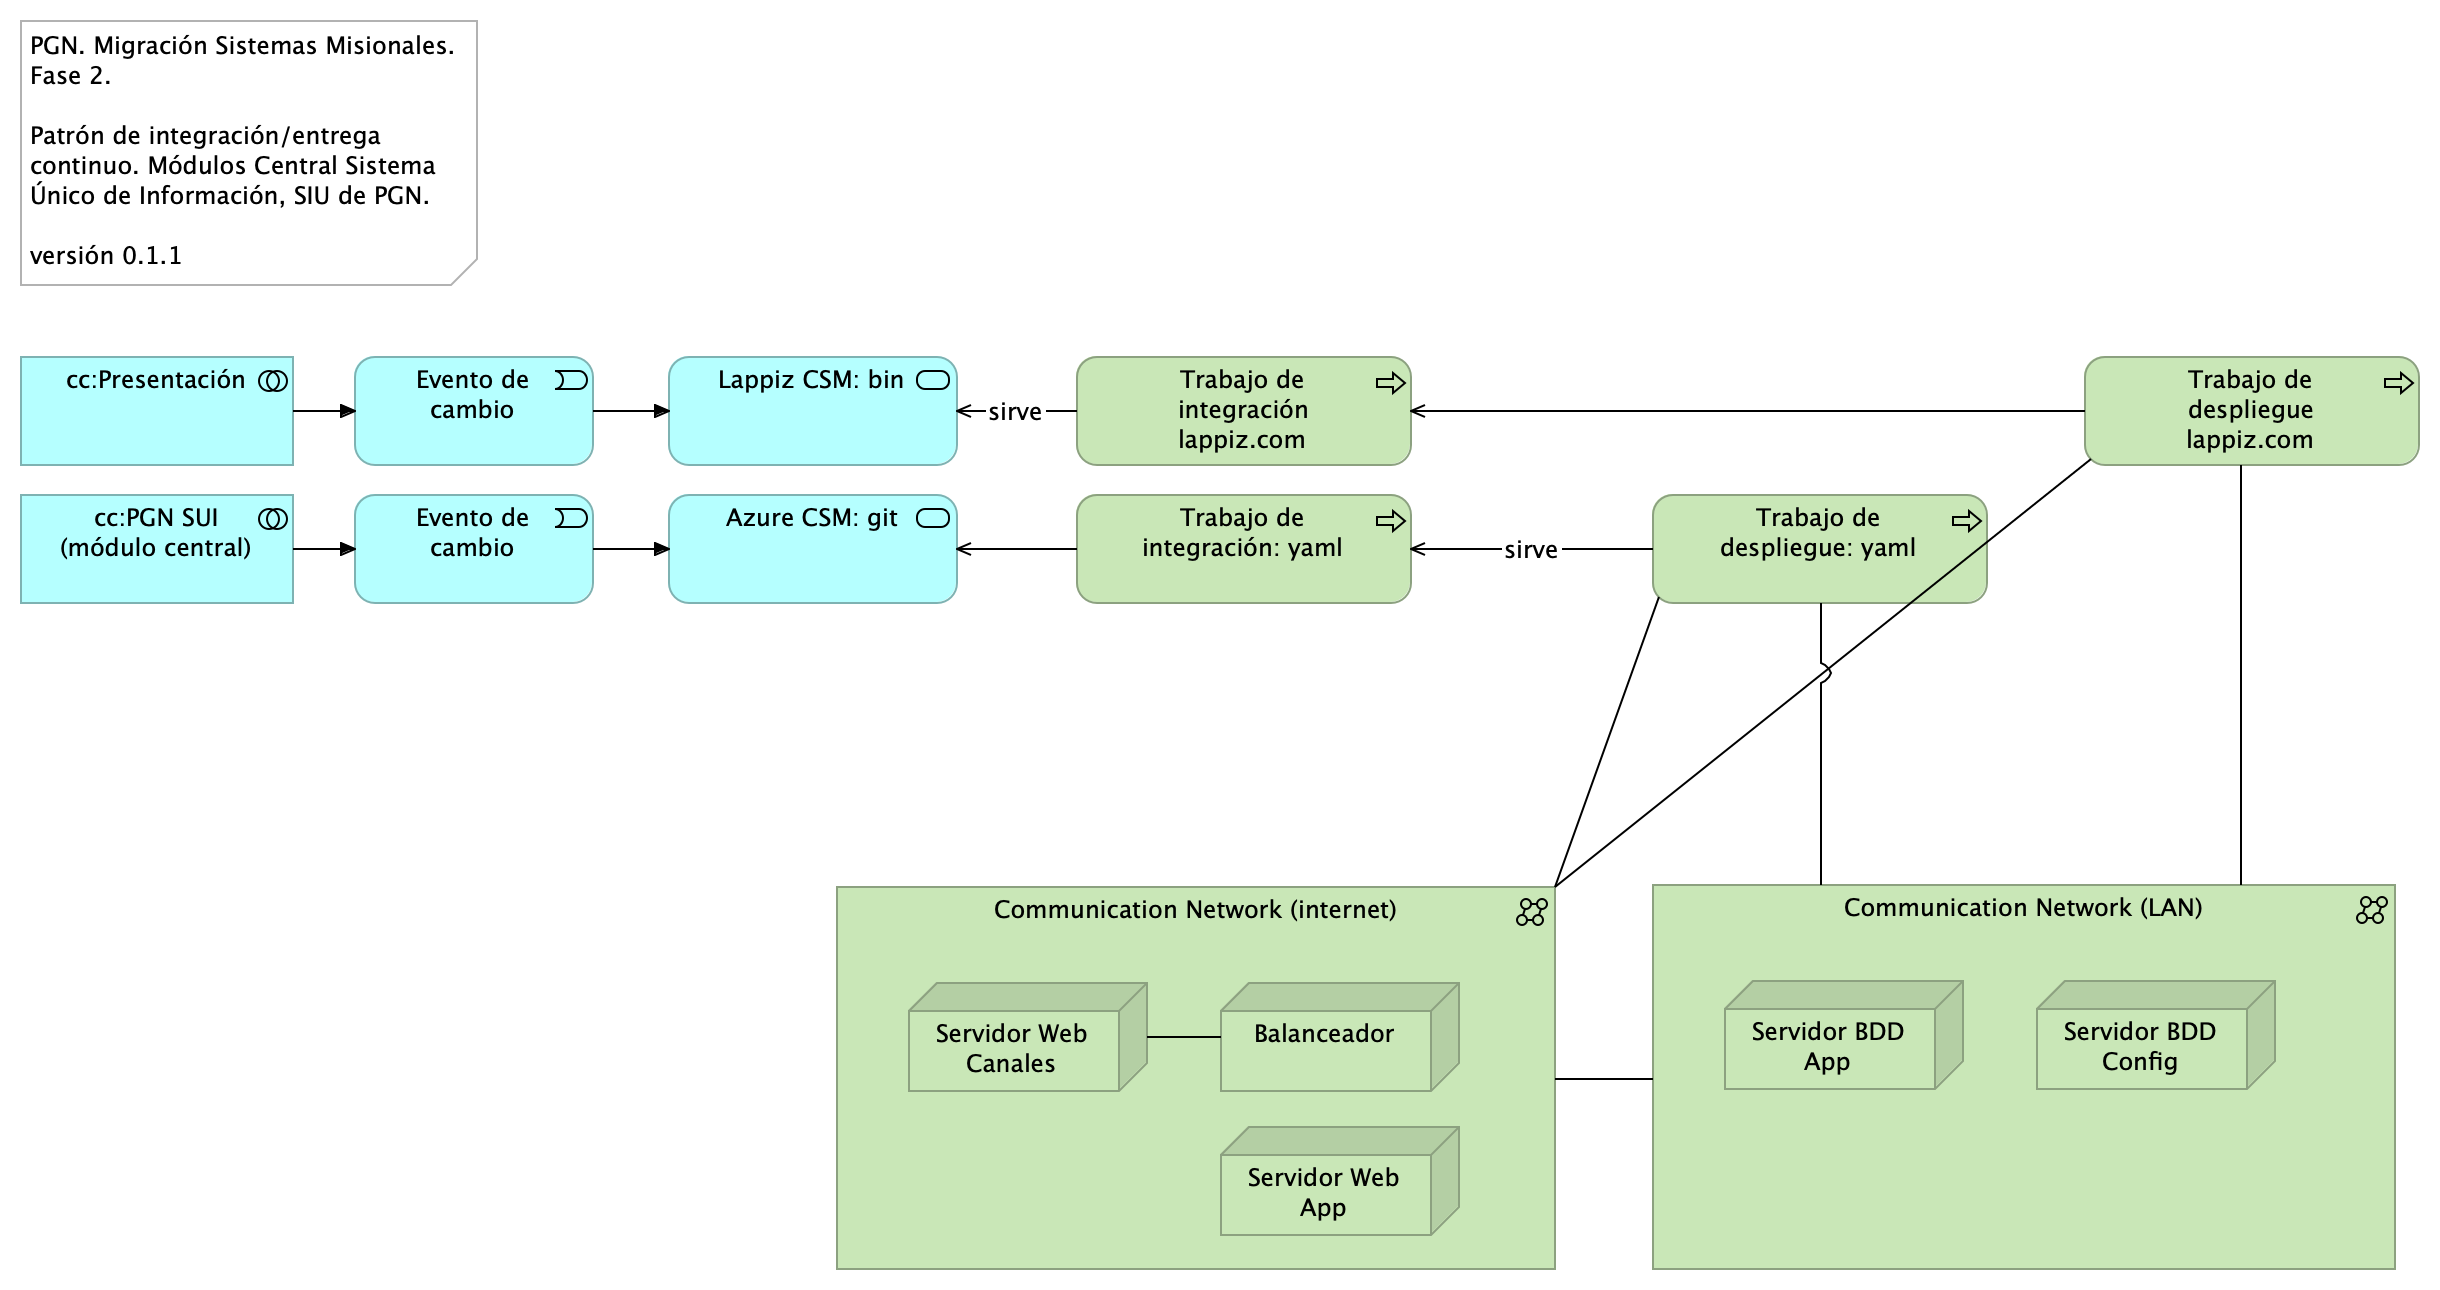 PGN. Migración Sistemas Misionales.
Fase 2.
Patrón de integración/entrega
continuo. Módulos Central Sistema
Único de Información, SIU de PGN.
versión 0.1.1
cc:Presentación
Evento de
cambio
Lappiz CSM: bin
sirve
Trabajo de
integración
lappiz.com
Trabajo de
despliegue
lappiz.com
cc:PGN SUI
(módulo central)
Evento de
cambio
Azure CSM: git
Trabajo de
integración: yaml
sirve
Trabajo de
despliegue: yaml
Communication Network (internet)
Servidor Web
Canales
Balanceador
Servidor Web
App
Communication Network (LAN)
Servidor BDD
App
Servidor BDD
Config